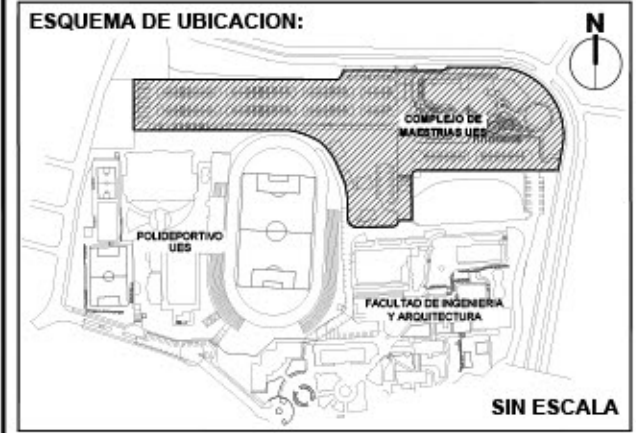 ESQUEMA DE UBICACION:
N
COMPLEJO DE
MAESTRIAS UES
POLIDEPORTIVO
UES
FACULTAD DE INGENIERIA
Y ARQUITECTURA
SIN ESCALA